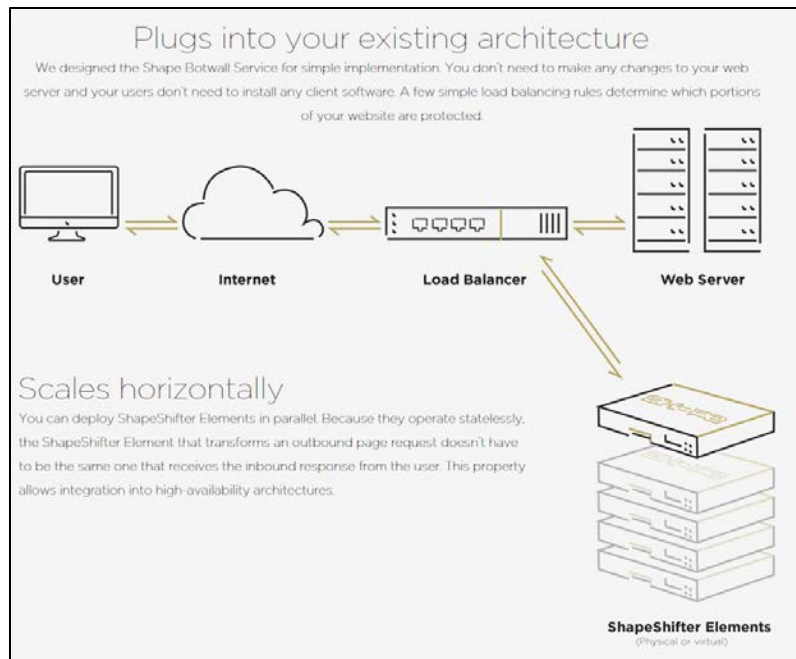 Plugs into your existing architecture
We designed the Shape Botwall Service for simple implementation. You don't need to make any changes to your web
server and your users don't need to install any client software. A few simple load balancing rules determine which portions
of your website are protected.
User
Internet
Load Balancer
Web Server
Scales horizontally
You can deploy ShapeShifter Elements in parallel. Because they operate statelessly,
the ShapeShifter Element that transforms an outbound page request doesn't have
to be the same one that receives the inbound response from the user. This property
allows integration into high-availability architectures.
ShapeShifter Elements
(Physical or virtual)